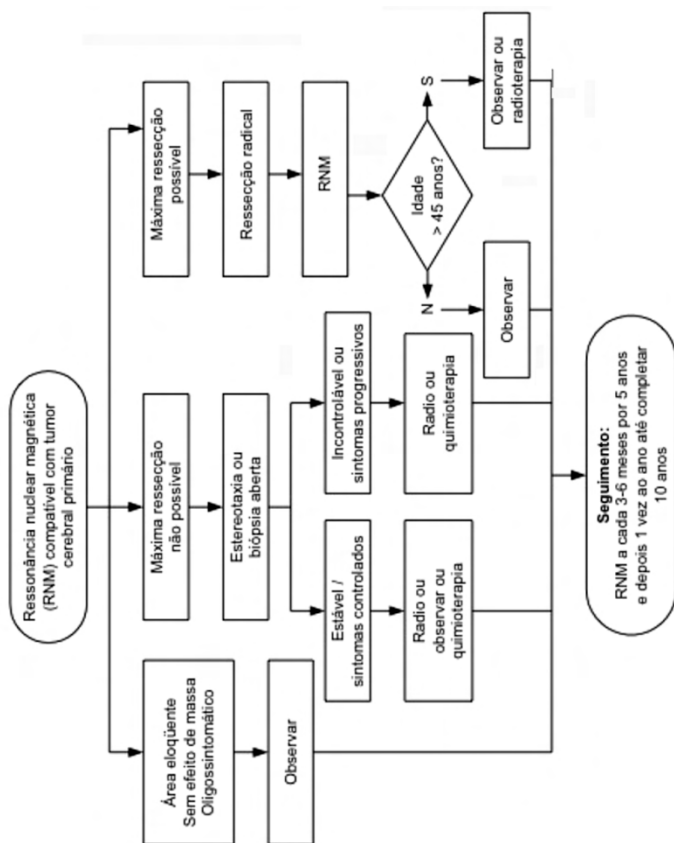 Ressonância nuclear magnética
(RNM) compatível com tumor
cerebral primário
Área eloqüente
Sem efeito de massa
Oligossintomático
Observar
Máxima ressecção
não possível
Estereotaxia ou
biópsia aberta
Estável /
sintomas controlados
Radio ou
observar ou
quimioterapia
Incontrolável ou
sintomas progressivos
Radio ou
quimioterapia
Máxima ressecção
possível
Ressecção radical
RNM
Idade
> 45 anos?
N
S
Observar
Observar ou
radioterapia
Seguimento:
RNM a cada 3-6 meses por 5 anos
e depois 1 vez ao ano até completar
10 anos